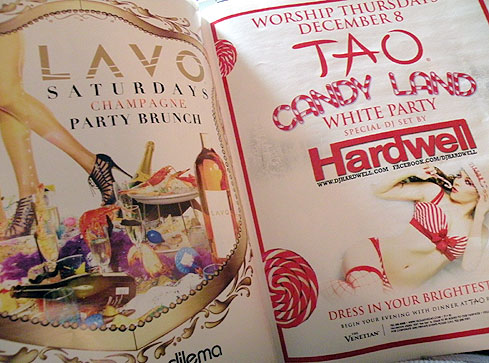 LAVO
SATURDAYS
CHAMPAGNE
PARTY BRUNCH
LAVO
dilema
WORSHIP THURSDAYS
DECEMBER 8
TAO
CANDY LAND
WHITE PARTY
SPECIAL DJ SET BY
Hardwell
WWW.DJHARDWELL.COM FACEBOOK.COM/DJHARDWELL
DRESS IN YOUR BRIGHTEST
BEGIN YOUR EVENING WITH DINNER AT TAO
THE VENETIAN